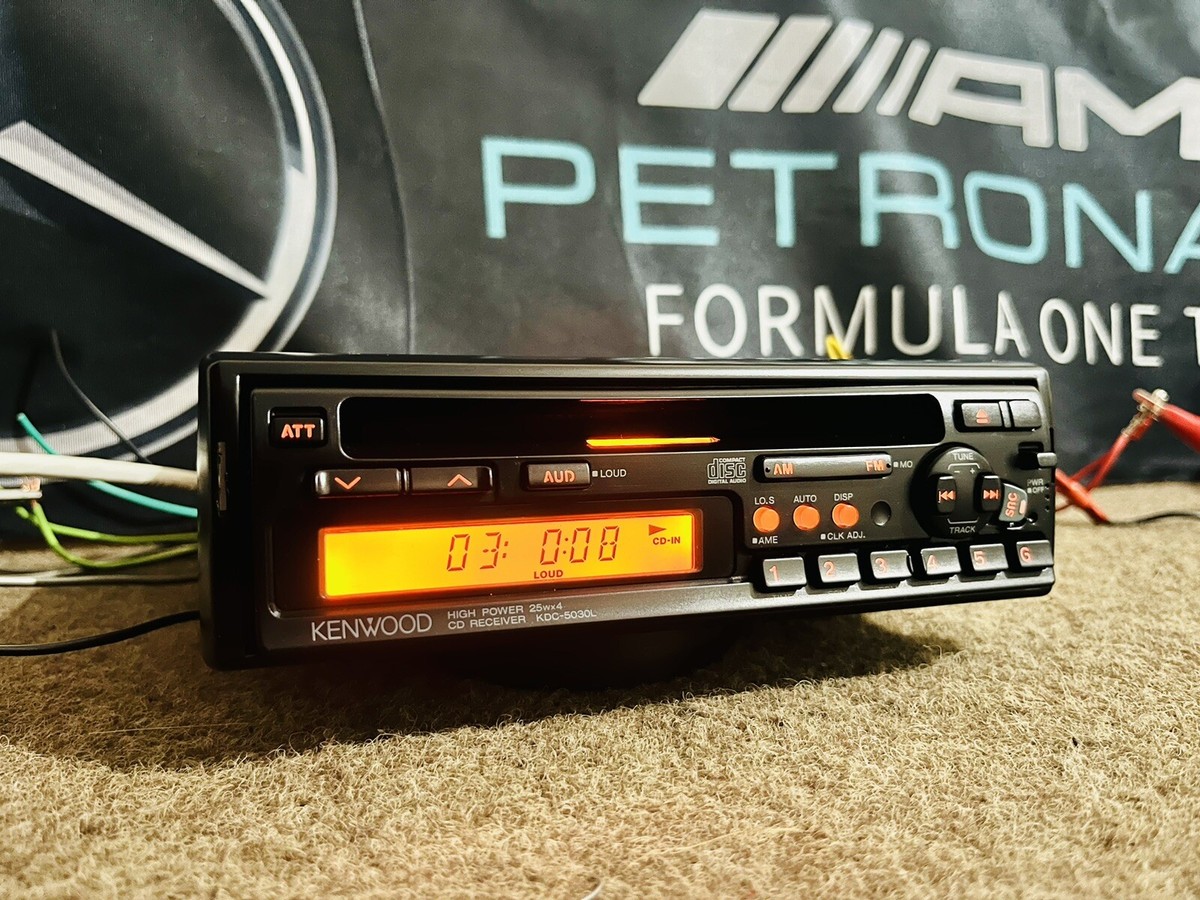 AM
PETRONA
FORMULA ONE T
ATT
AUD LOUD
COMPACT
disc
DIGITAL AUDIO
AM FM MO
TUNE
- +
TRACK
SRC
PWR
OFF
LO.S AUTO DISP
AME CLK ADJ.
03: 0:08
CD-IN
LOUD
1 2 3 4 5 6
KENWOOD
HIGH POWER 25W×4
CD RECEIVER KDC-5030L